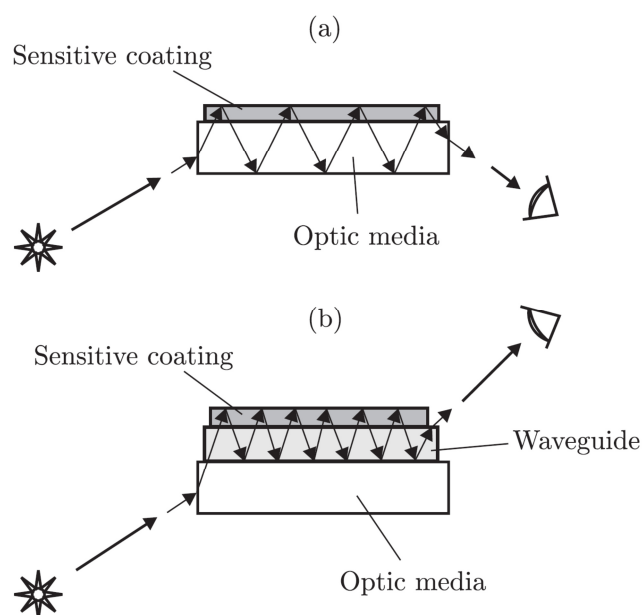 (a)
Sensitive coating
Optic media
(b)
Sensitive coating
Waveguide
Optic media